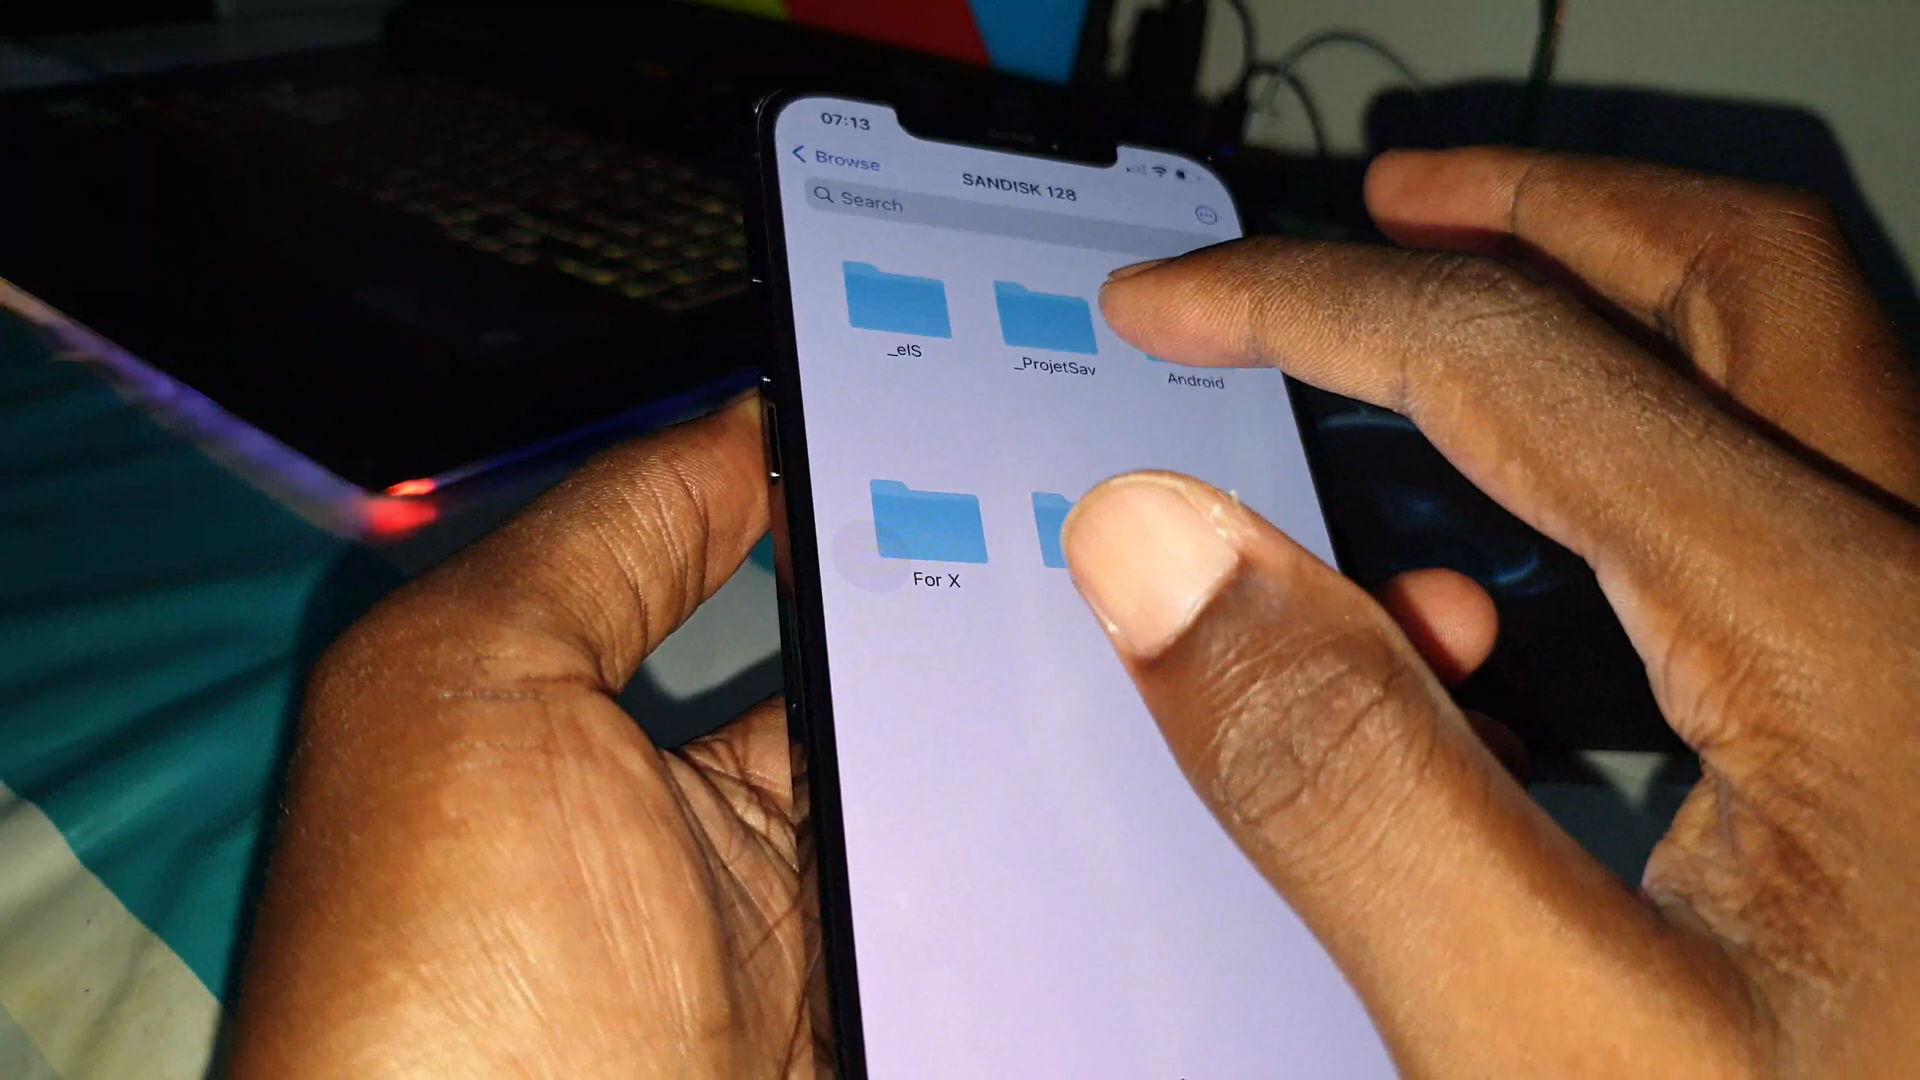 07:13
Browse
SANDISK 128
Search
_elS
_ProjetSav
Android
For X